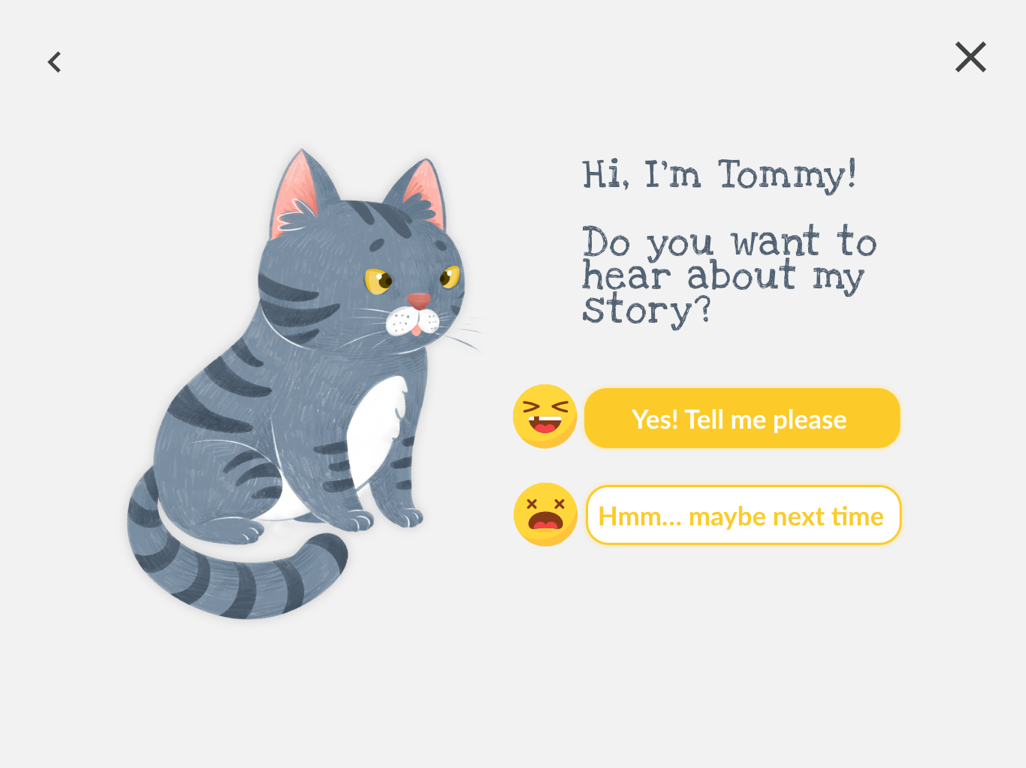 Hi, I'm Tommy!
Do you want to
hear about my
story?
Yes! Tell me please
Hmm... maybe next time